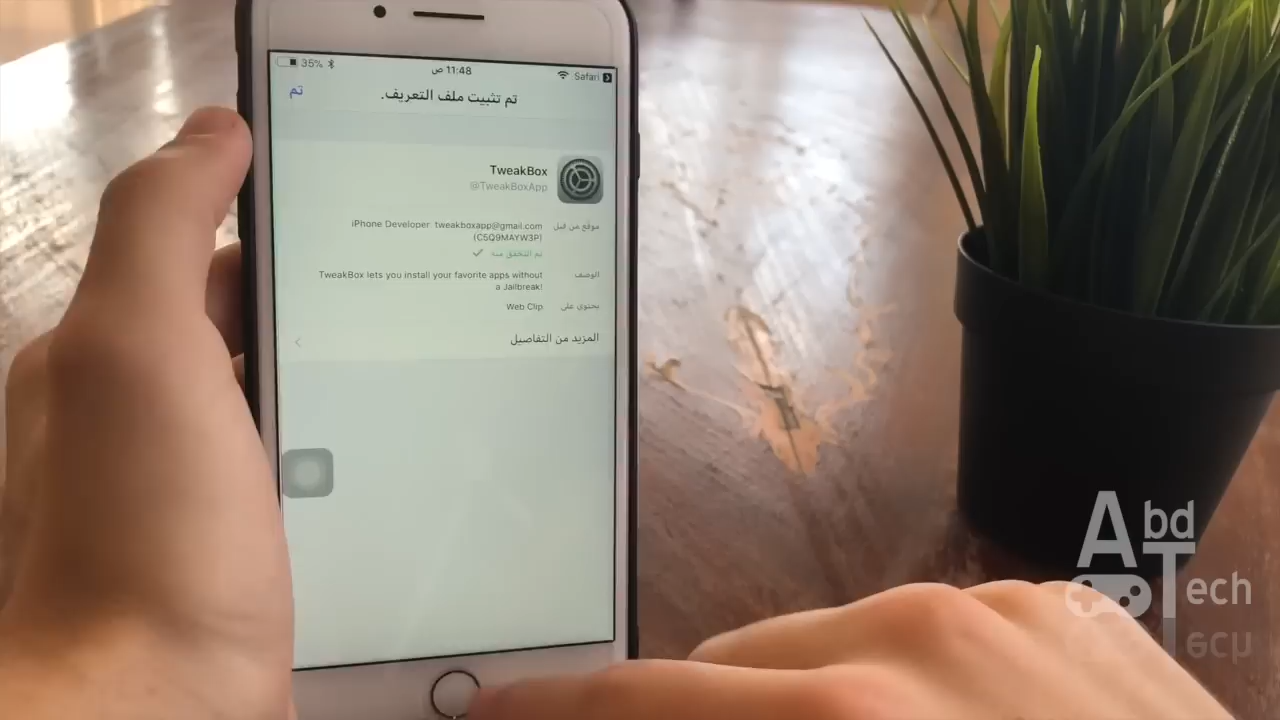 35%
11:48 ص
Safari
تم
تم تثبيت ملف التعريف.
TweakBox
@TweakBoxApp
موقّع من قبل
iPhone Developer tweakboxapp@gmail.com
(C5Q9MAYW3P)
تم التحقق منه
الوصف
TweakBox lets you install your favorite apps without
a Jailbreak!
يحتوي على
Web Clip
المزيد من التفاصيل
Abd
Tech